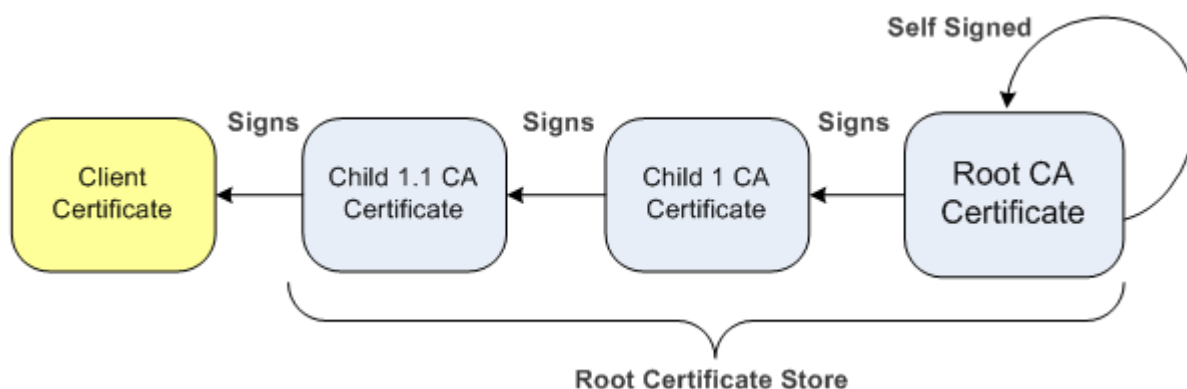 Self Signed
Signs
Signs
Signs
Client
Certificate
Child 1.1 CA
Certificate
Child 1 CA
Certificate
Root CA
Certificate
Root Certificate Store